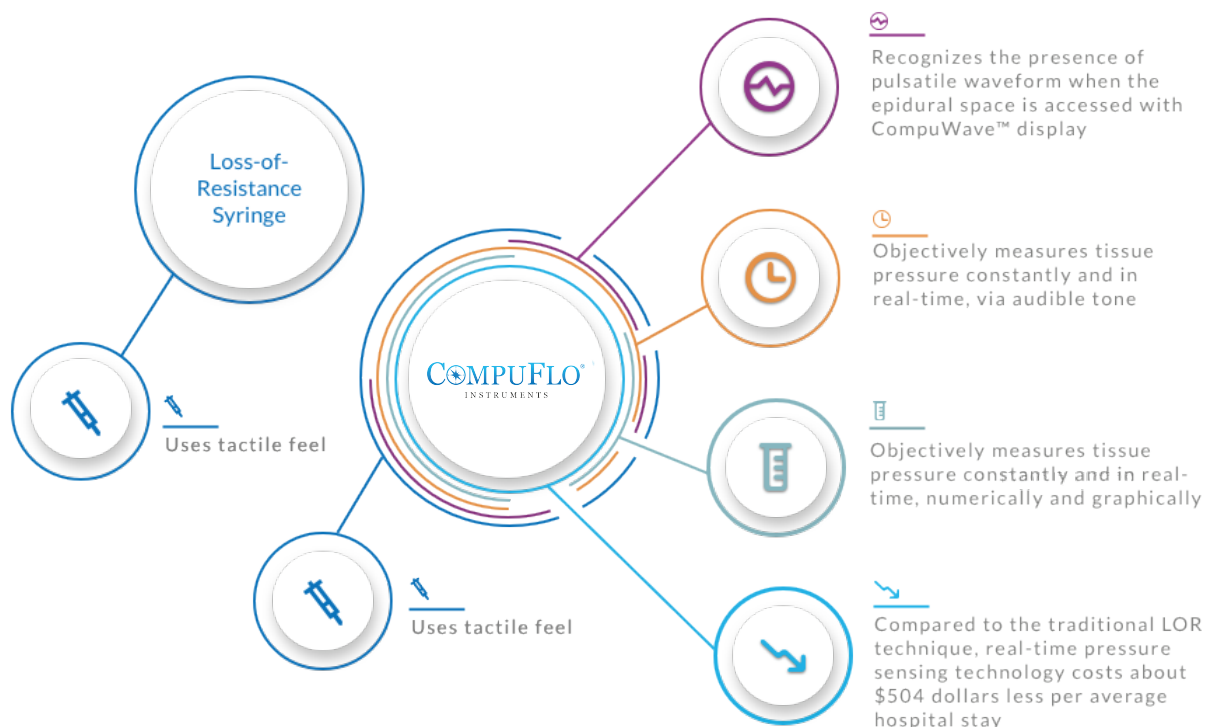 Loss-of-
Resistance
Syringe
Uses tactile feel
COMPUFLO®
INSTRUMENTS
Uses tactile feel
Recognizes the presence of
pulsatile waveform when the
epidural space is accessed with
CompuWave™ display
Objectively measures tissue
pressure constantly and in
real-time, via audible tone
Objectively measures tissue
pressure constantly and in real-
time, numerically and graphically
Compared to the traditional LOR
technique, real-time pressure
sensing technology costs about
$504 dollars less per average
hospital stay